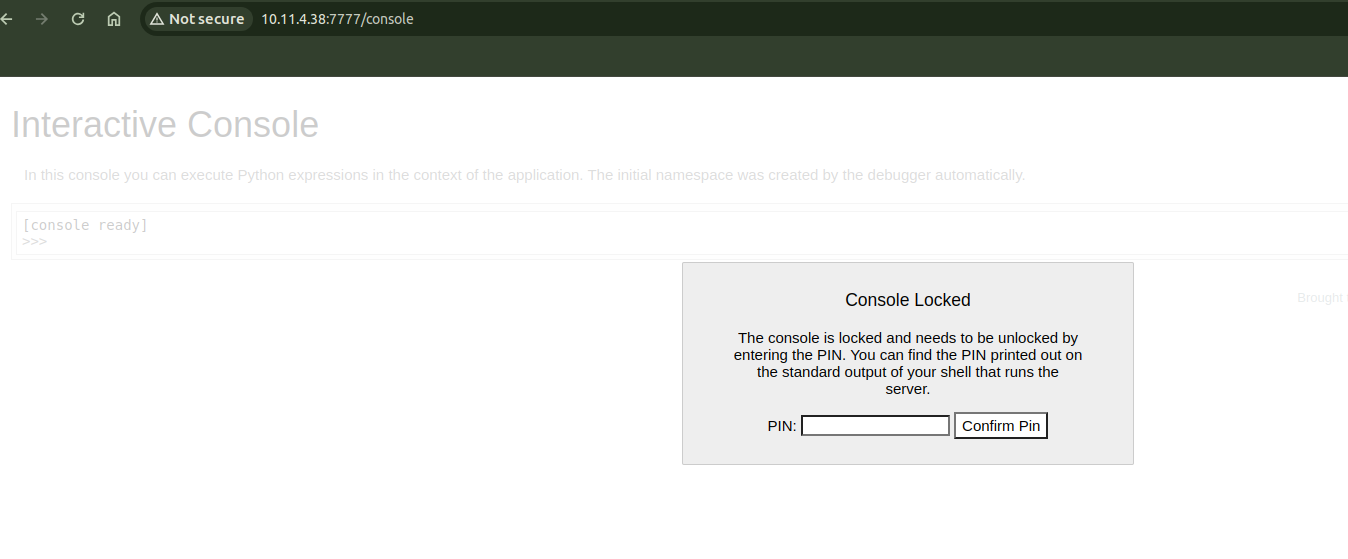 Not secure 10.11.4.38:7777/console
Interactive Console
In this console you can execute Python expressions in the context of the application. The initial namespace was created by the debugger automatically.
[console ready]
>>>
Console Locked
Brought
The console is locked and needs to be unlocked by
entering the PIN. You can find the PIN printed out on
the standard output of your shell that runs the
server.
PIN: Confirm Pin